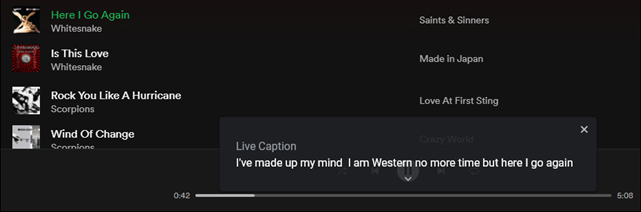 Here I Go Again
Whitesnake
Saints & Sinners
Is This Love
Whitesnake
Made in Japan
Rock You Like A Hurricane
Scorpions
Love At First Sting
Wind Of Change
Scorpions
Crazy World
Live Caption
I've made up my mind I am Western no more time but here I go again
0:42
5:08